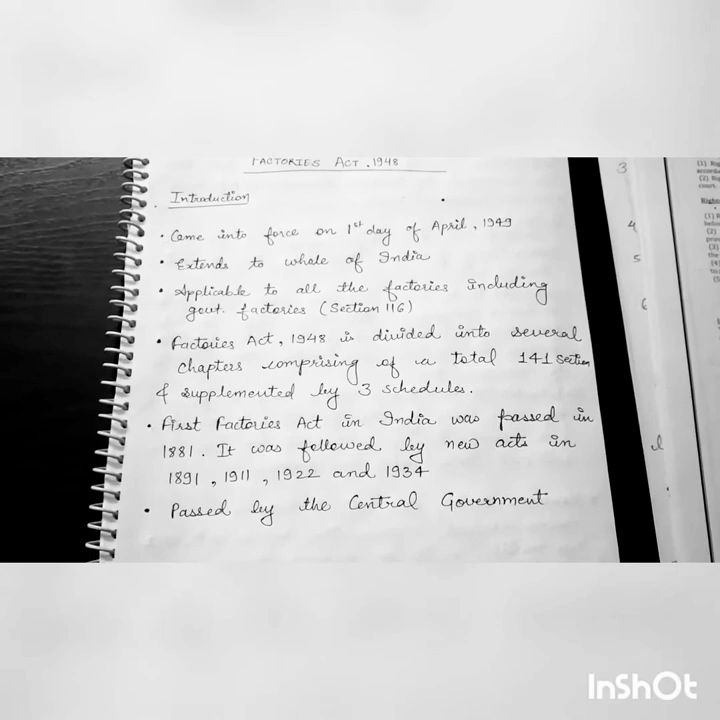 FACTORIES ACT, 1948
Introduction
• Came into force on 1st day of April, 1949
• Extends to whole of India
• Applicable to all the factories including
govt. factories (Section 116)
• Factories Act, 1948 is divided into several
chapters comprising of a total 141 Section
& supplemented by 3 schedules.
• First Factories Act in India was passed in
1881. It was followed by new acts in
1891, 1911, 1922 and 1934
• Passed by the Central Government
3
4
5
6
InShOt